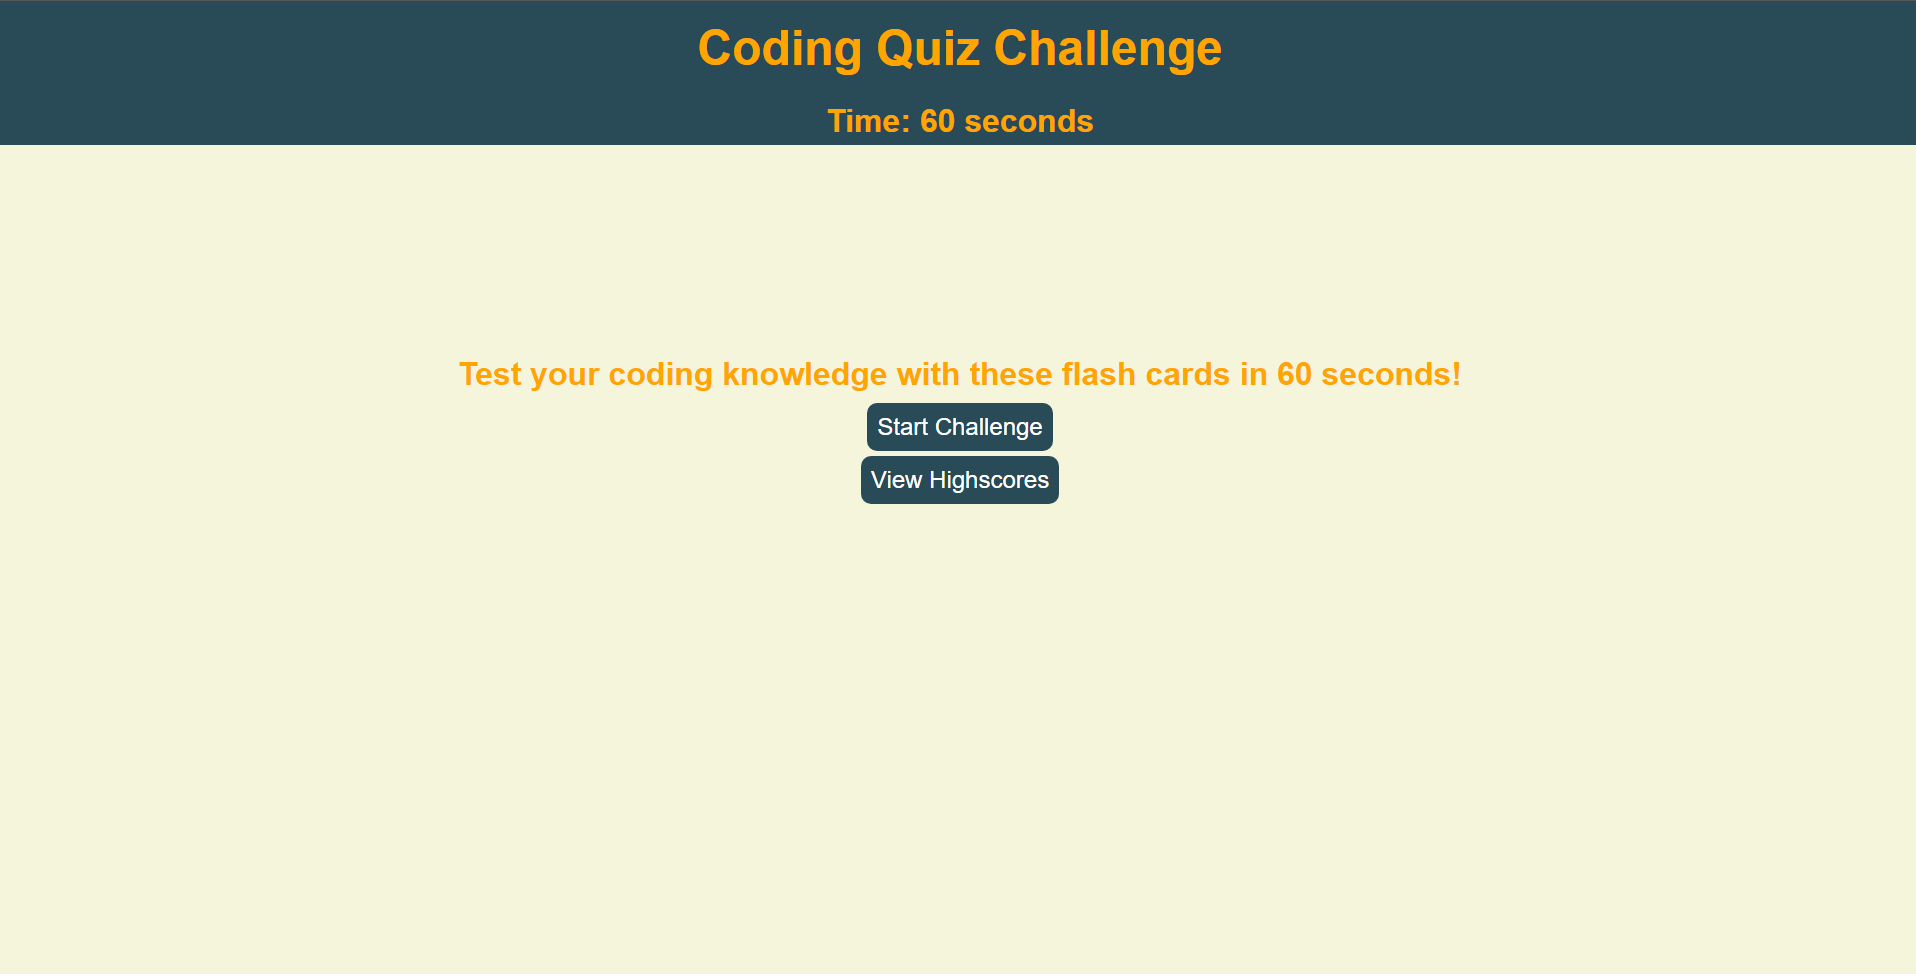 Coding Quiz Challenge
Time: 60 seconds
Test your coding knowledge with these flash cards in 60 seconds!
Start Challenge
View Highscores